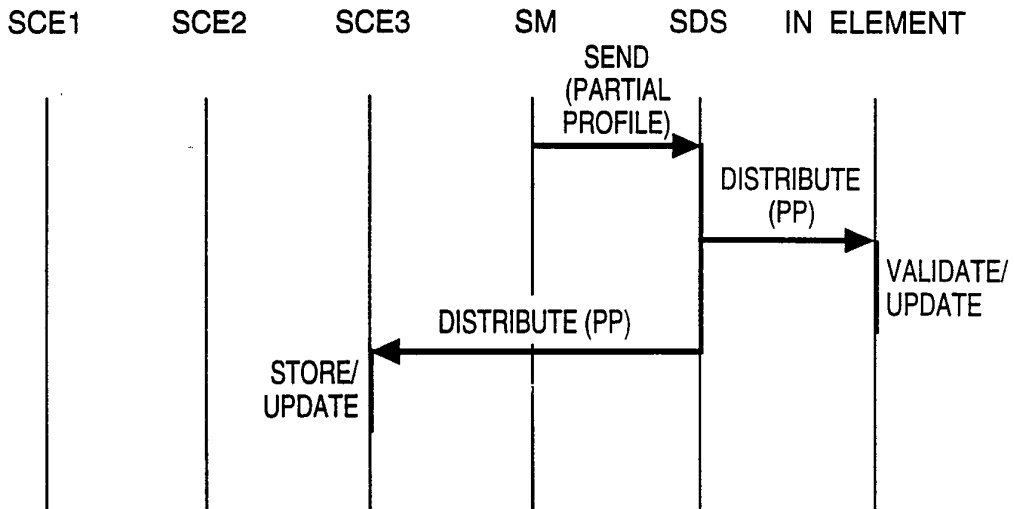 SCE1 SCE2 SCE3 SM SDS IN ELEMENT
SEND
(PARTIAL
PROFILE)
DISTRIBUTE
(PP)
VALIDATE/
UPDATE
DISTRIBUTE (PP)
STORE/
UPDATE